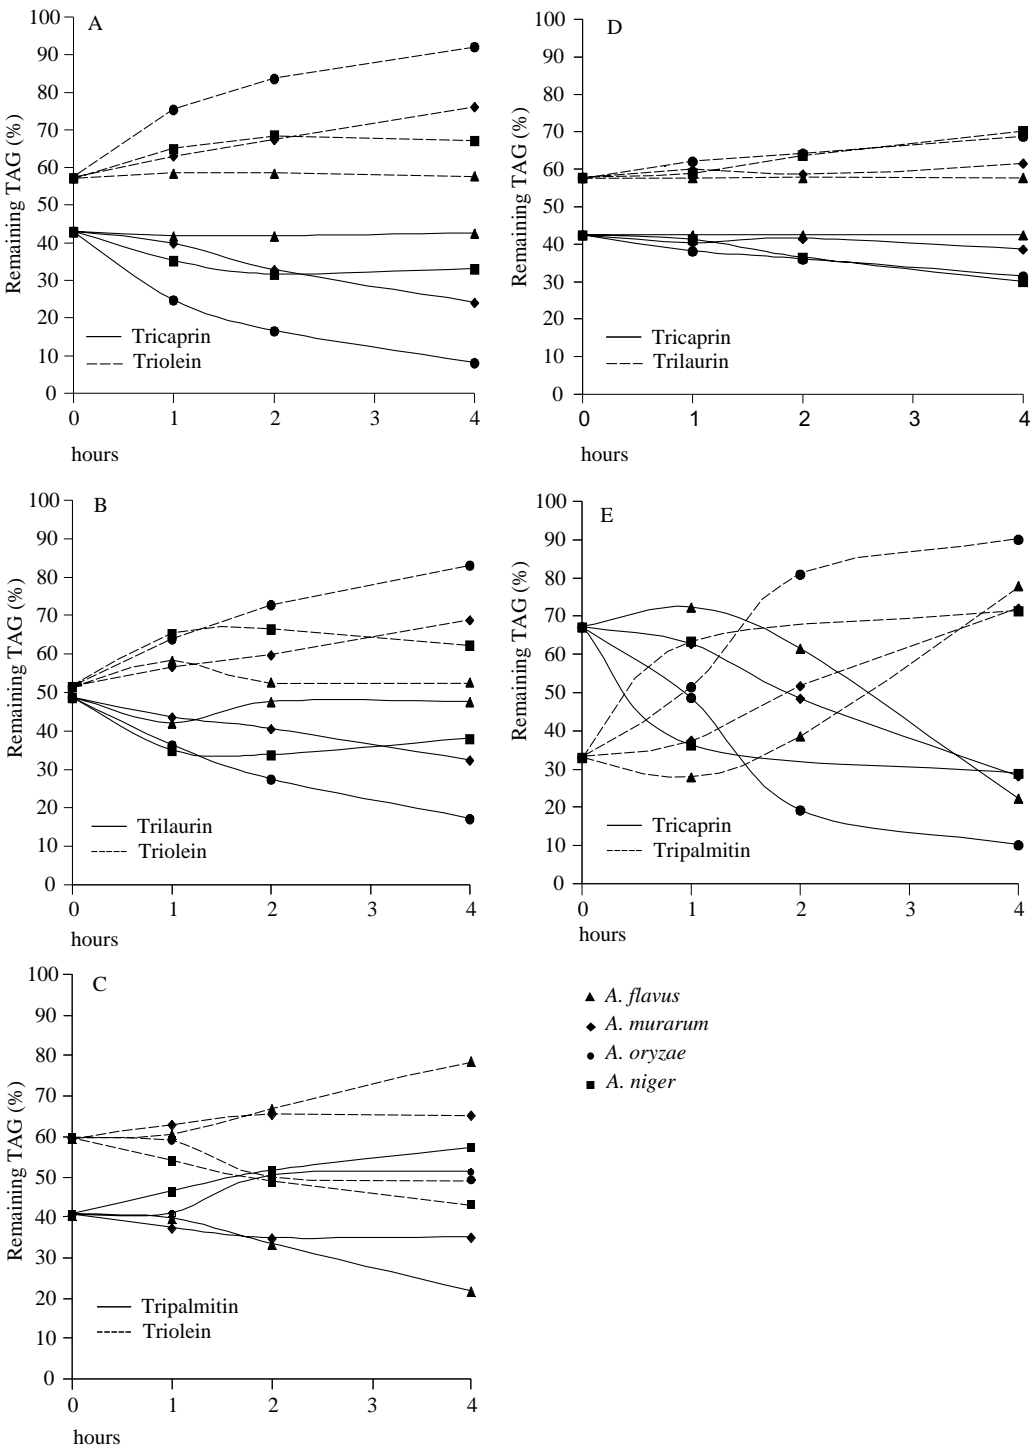 A
Remaining TAG (%)
100
90
80
70
60
50
40
30
20
10
0
Tricaprin
Triolein
0 1 2 3 4
hours
D
Remaining TAG (%)
100
90
80
70
60
50
40
30
20
10
0
Tricaprin
Trilaurin
0 1 2 3 4
hours
B
Remaining TAG (%)
100
90
80
70
60
50
40
30
20
10
0
Trilaurin
Triolein
0 1 2 3 4
hours
E
Remaining TAG (%)
100
90
80
70
60
50
40
30
20
10
0
Tricaprin
Tripalmitin
0 1 2 3 4
hours
C
Remaining TAG (%)
100
90
80
70
60
50
40
30
20
10
0
Tripalmitin
Triolein
0 1 2 3 4
hours
A. flavus
A. murarum
A. oryzae
A. niger